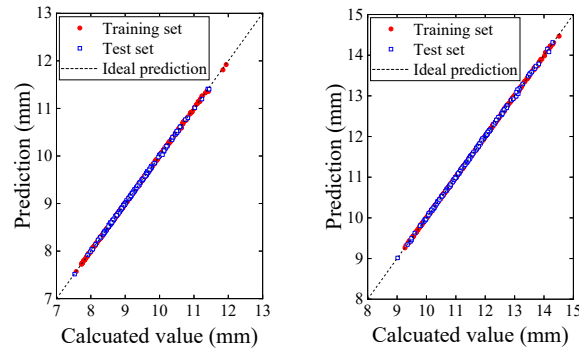 13
12
11
10
9
8
7
7 8 9 10 11 12 13
Prediction (mm)
Calcuated value (mm)
Training set
Test set
Ideal prediction
15
14
13
12
11
10
9
8
8 9 10 11 12 13 14 15
Prediction (mm)
Calcuated value (mm)
Training set
Test set
Ideal prediction